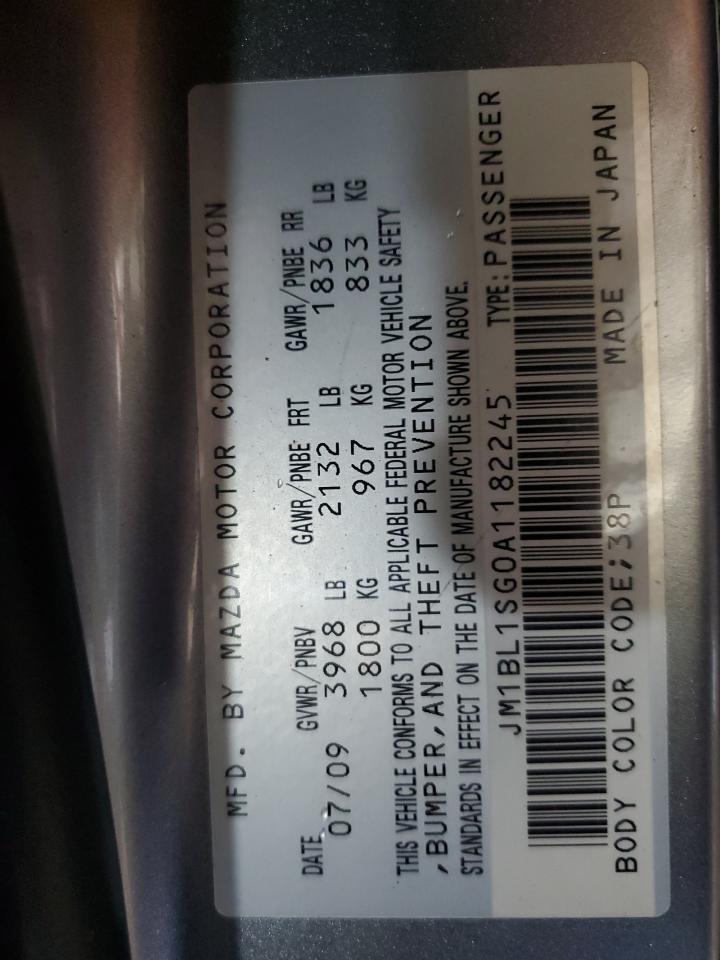 MFD. BY MAZDA MOTOR CORPORATION
DATE GVWR/PNBV GAWR/PNBE FRT GAWR/PNBE RR
07/09 3968 LB 2132 LB 1836 LB
1800 KG 967 KG 833 KG
THIS VEHICLE CONFORMS TO ALL APPLICABLE FEDERAL MOTOR VEHICLE SAFETY
,BUMPER,AND THEFT PREVENTION
STANDARDS IN EFFECT ON THE DATE OF MANUFACTURE SHOWN ABOVE.
JM1BL1SG0A1182245 TYPE:PASSENGER
BODY COLOR CODE;38P MADE IN JAPAN